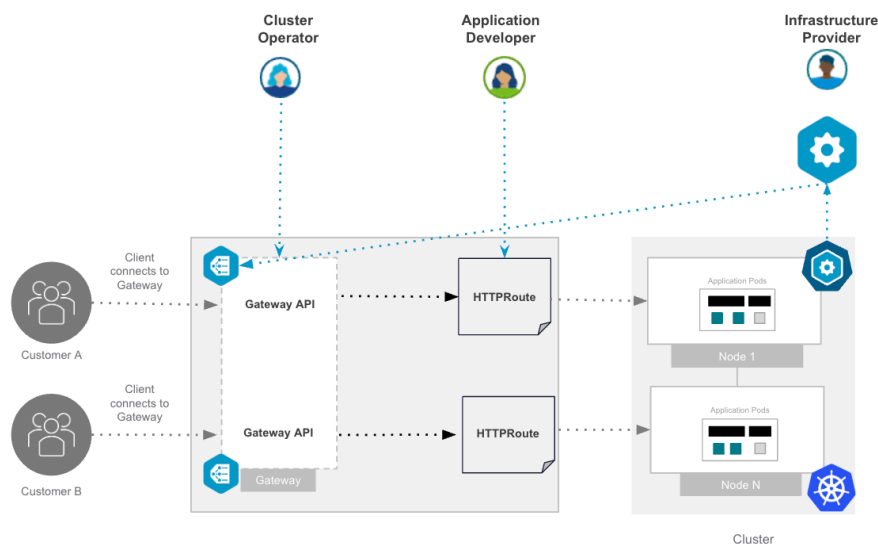 Cluster
Operator
Application
Developer
Infrastructure
Provider
Client
connects to
Gateway
Customer A
Gateway API
HTTPRoute
Application Pods
Node 1
Client
connects to
Gateway
Customer B
Gateway API
Gateway
HTTPRoute
Application Pods
Node N
Cluster